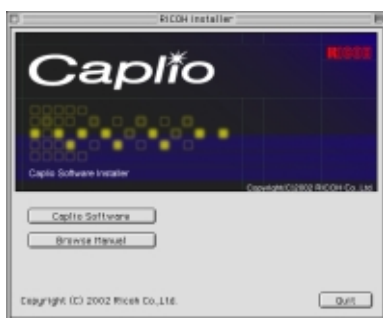 RICOH Installer
Caplio
RICOH
Caplio Software Installer
Copyright(C)2002 RICOH Co.,Ltd.
Caplio Software
Browse Manual
Copyright (C) 2002 Ricoh Co.,Ltd.
Quit